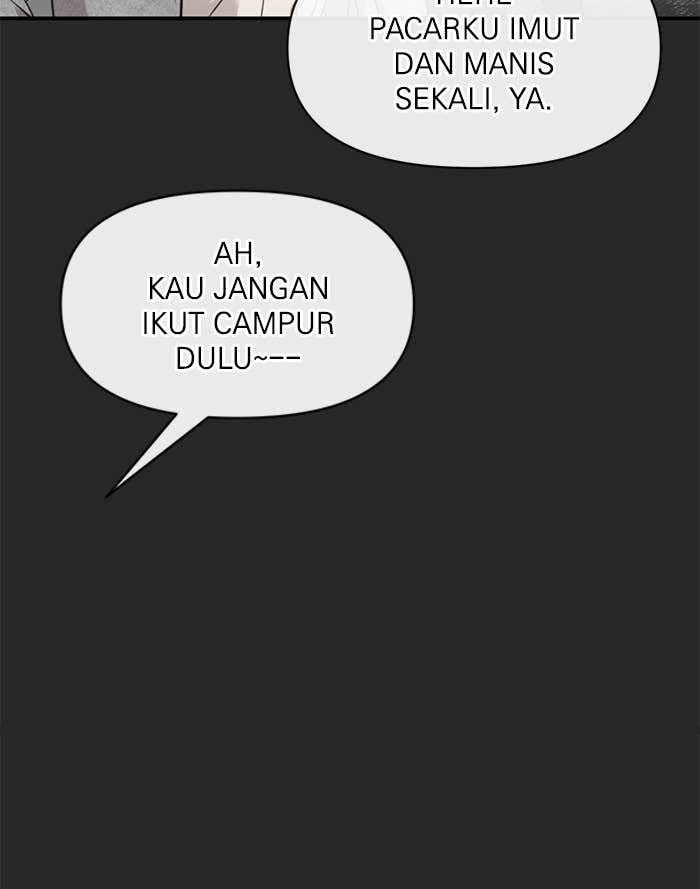 PACARKU IMUT
DAN MANIS
SEKALI, YA.
AH,
KAU JANGAN
IKUT CAMPUR
DULU~--